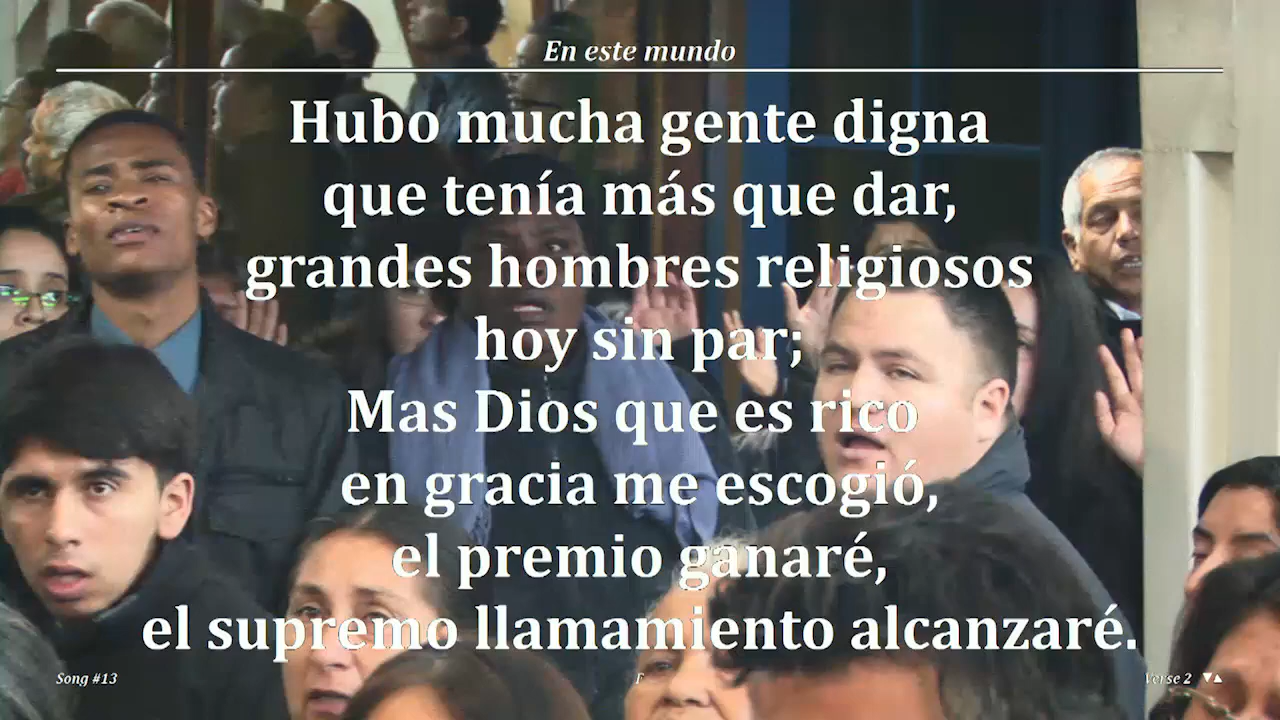 En este mundo
Hubo mucha gente digna
que tenía más que dar,
grandes hombres religiosos
hoy sin par;
Mas Dios que es rico
en gracia me escogió,
el premio ganaré,
el supremo llamamiento alcanzaré.
Song #13
F
Verse 2 ▼▲